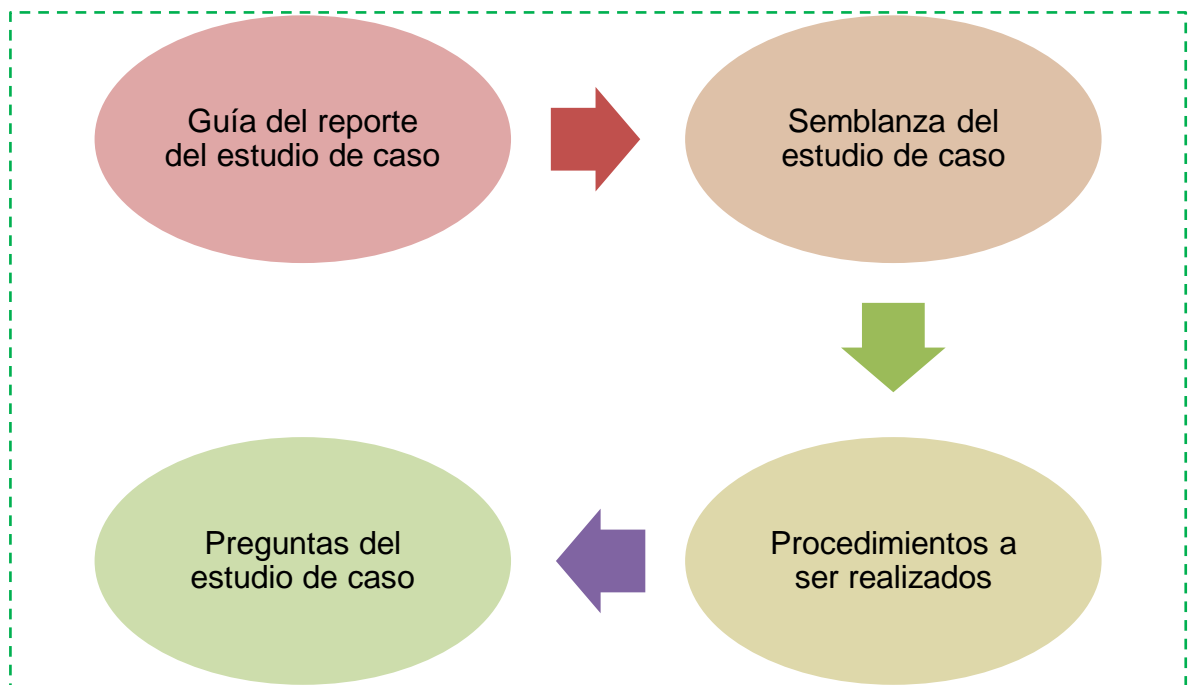 Guía del reporte
del estudio de caso
Semblanza del
estudio de caso
Procedimientos a
ser realizados
Preguntas del
estudio de caso